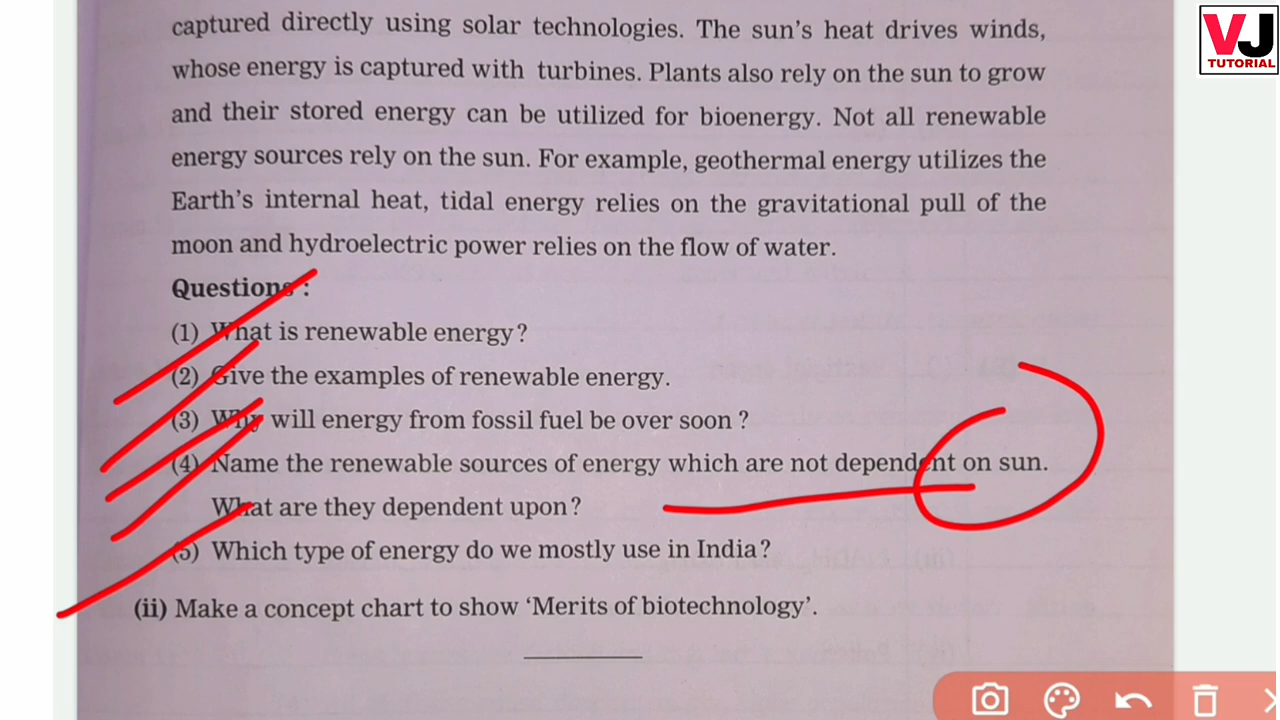 captured directly using solar technologies. The sun's heat drives winds,
whose energy is captured with turbines. Plants also rely on the sun to grow
and their stored energy can be utilized for bioenergy. Not all renewable
energy sources rely on the sun. For example, geothermal energy utilizes the
Earth's internal heat, tidal energy relies on the gravitational pull of the
moon and hydroelectric power relies on the flow of water.
Questions :
(1) What is renewable energy?
(2) Give the examples of renewable energy.
(3) Why will energy from fossil fuel be over soon ?
(4) Name the renewable sources of energy which are not dependent on sun.
What are they dependent upon?
(5) Which type of energy do we mostly use in India?
(ii) Make a concept chart to show 'Merits of biotechnology'.
VJ
TUTORIAL